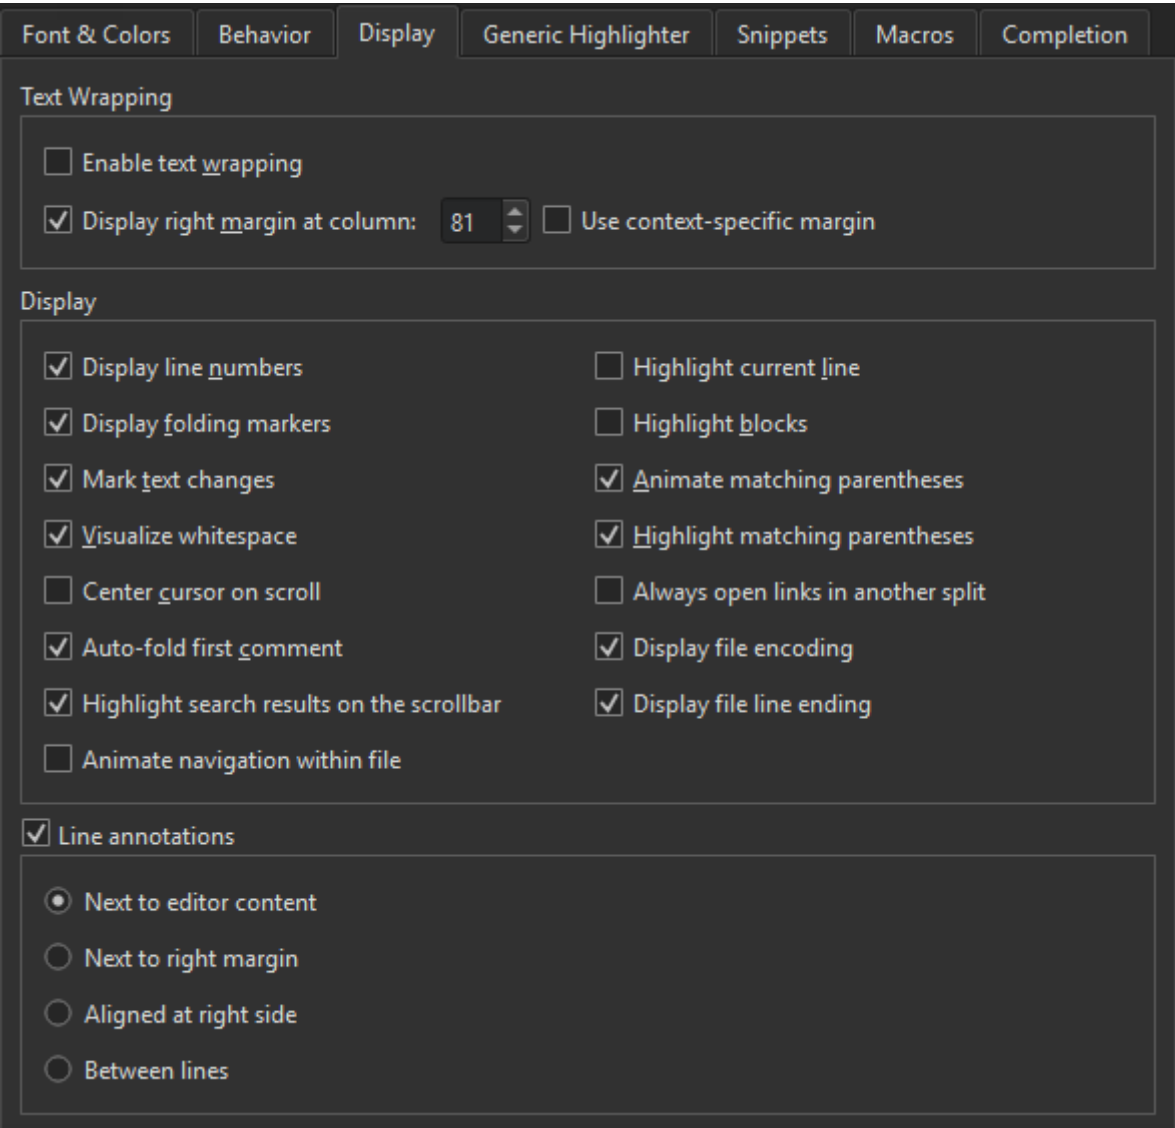 Font & Colors Behavior Display Generic Highlighter Snippets Macros Completion
Text Wrapping
Enable text wrapping
Display right margin at column: 81 Use context-specific margin
Display
Display line numbers
Display folding markers
Mark text changes
Visualize whitespace
Center cursor on scroll
Auto-fold first comment
Highlight search results on the scrollbar
Animate navigation within file
Highlight current line
Highlight blocks
Animate matching parentheses
Highlight matching parentheses
Always open links in another split
Display file encoding
Display file line ending
Line annotations
Next to editor content
Next to right margin
Aligned at right side
Between lines